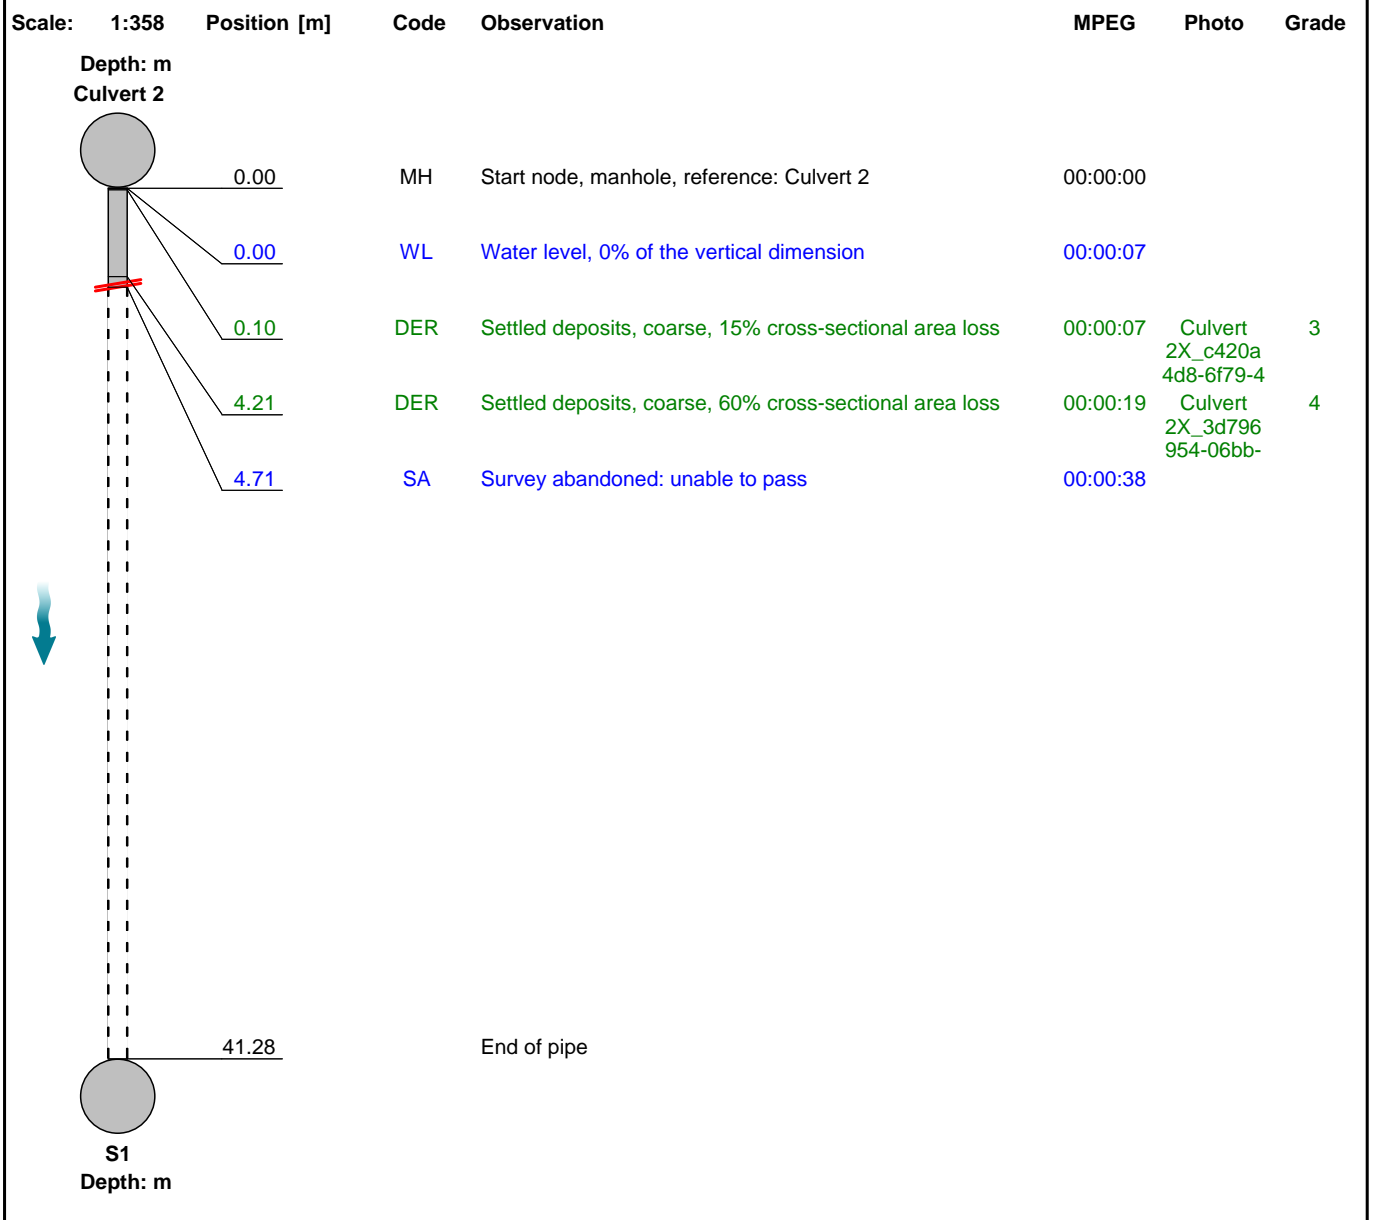 Scale: 1:358 Position [m] Code Observation MPEG Photo Grade
Depth: m
Culvert 2
0.00 MH Start node, manhole, reference: Culvert 2 00:00:00
0.00 WL Water level, 0% of the vertical dimension 00:00:07
0.10 DER Settled deposits, coarse, 15% cross-sectional area loss 00:00:07 Culvert 3
2X_c420a
4d8-6f79-4
4.21 DER Settled deposits, coarse, 60% cross-sectional area loss 00:00:19 Culvert 4
2X_3d796
954-06bb-
4.71 SA Survey abandoned: unable to pass 00:00:38
41.28 End of pipe
S1
Depth: m